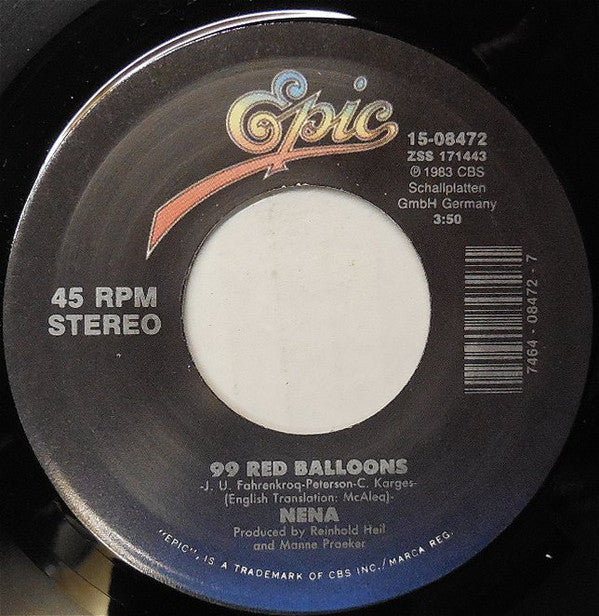 Epic
15-08472
ZSS 171443
℗ 1983 CBS
Schallplatten
GmbH Germany
3:50
45 RPM
STEREO
7464 - 08472 - 7
99 RED BALLOONS
-J. U. Fahrenkroq-Peterson-C. Karges-
(English Translation: McAlea)-
NENA
Produced by Reinhold Heil
and Manne Praeker
"EPIC", IS A TRADEMARK OF CBS INC./MARCA REG.